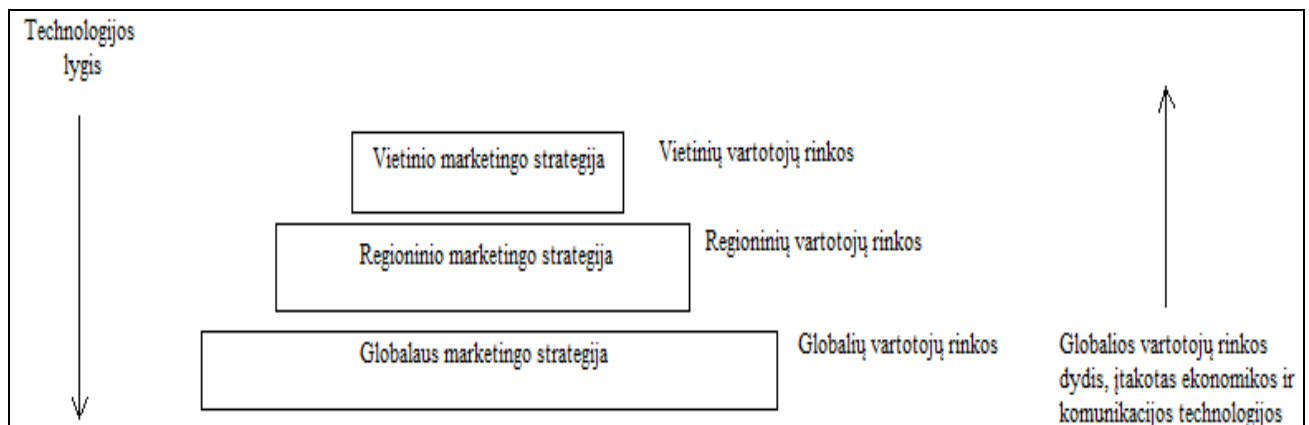 Technologijos
lygis
Vietinio marketingo strategija
Vietinių vartotojų rinkos
Regioninio marketingo strategija
Regioninių vartotojų rinkos
Globalaus marketingo strategija
Globalių vartotojų rinkos
Globalios vartotojų rinkos
dydis, įtakotas ekonomikos ir
komunikacijos technologijos